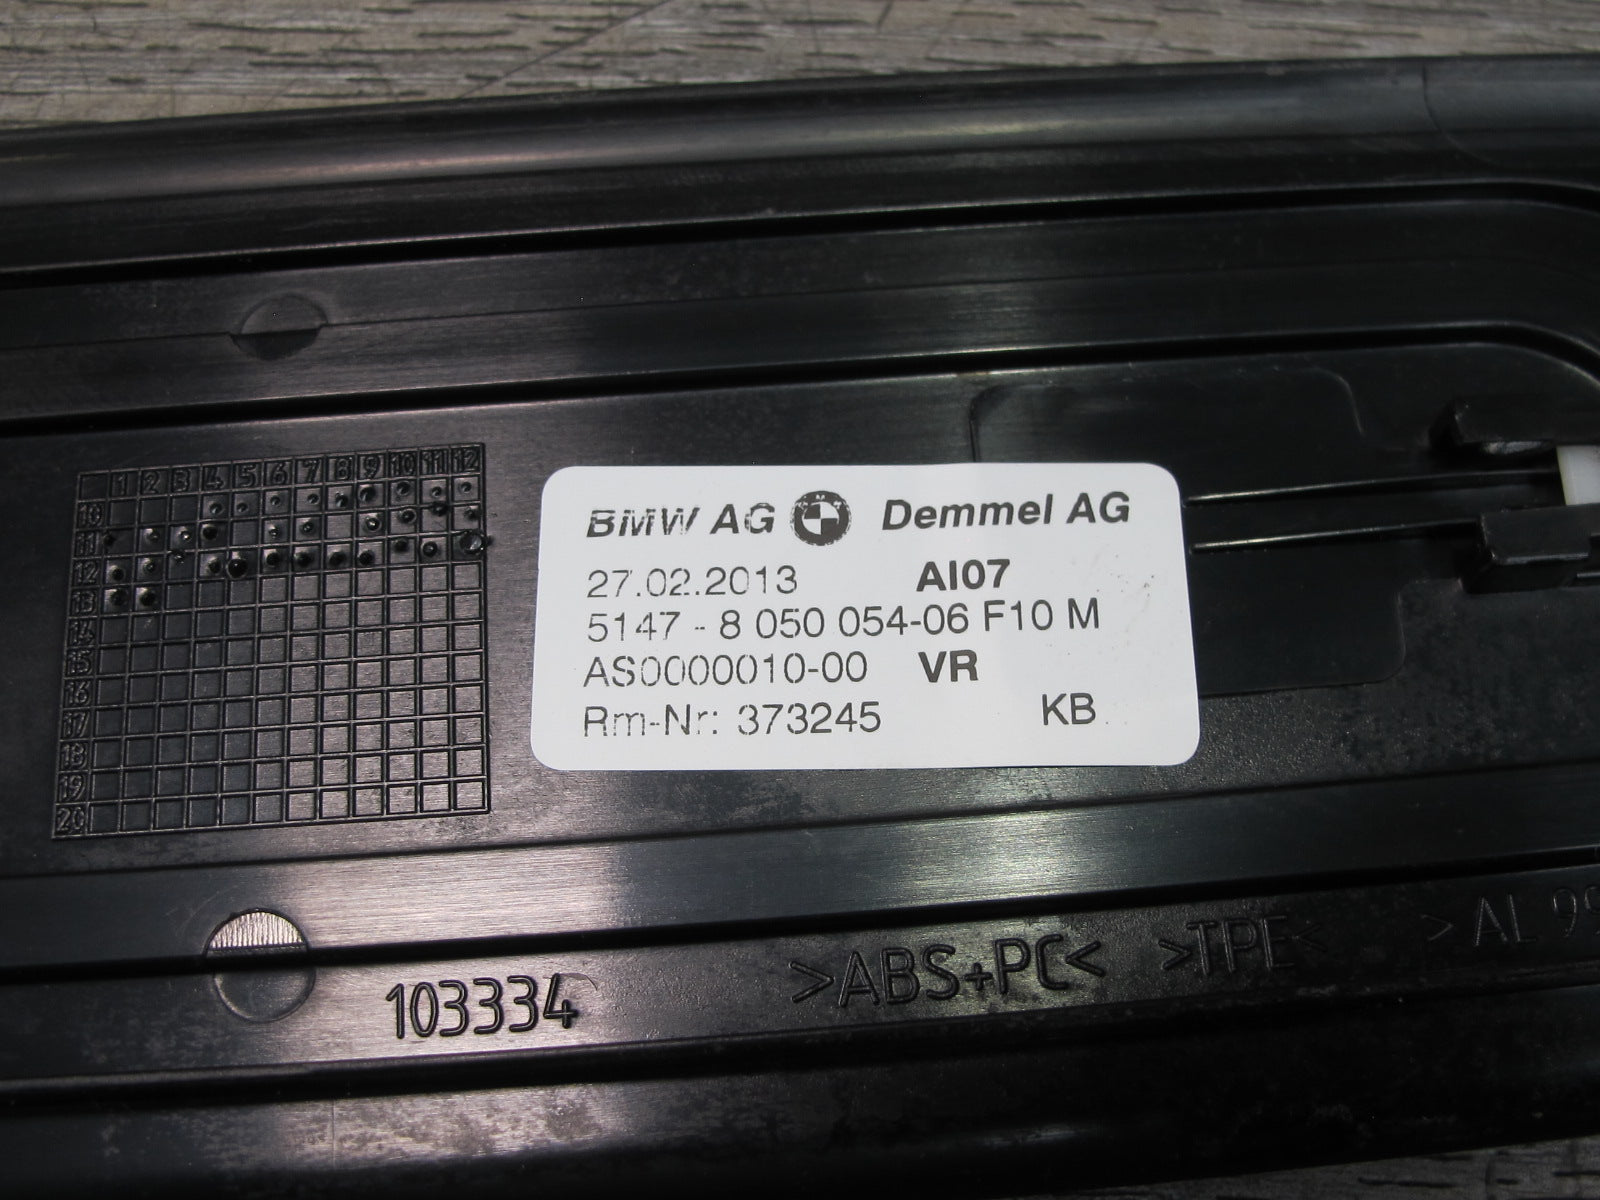 1 2 3 4 5 6 7 8 9 10 11 12
10
11
12
13
14
15
16
17
18
19
20
BMW AG Demmel AG
27.02.2013 AI07
5147 - 8 050 054-06 F10 M
AS0000010-00 VR
Rm-Nr: 373245 KB
103334 >ABS+PC< >TPE< >AL